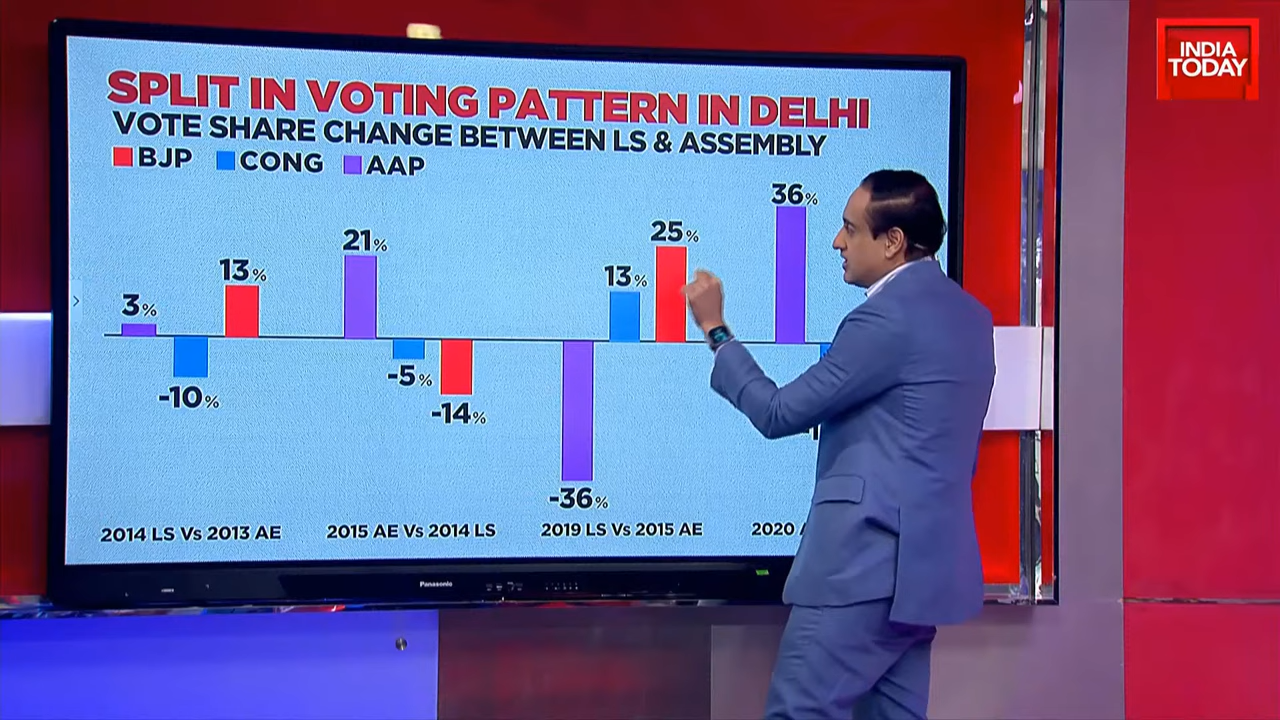 INDIA
TODAY
SPLIT IN VOTING PATTERN IN DELHI
VOTE SHARE CHANGE BETWEEN LS & ASSEMBLY
BJP CONG AAP
3%
-10%
13%
21%
-5%
-14%
-36%
13%
25%
36%
2014 LS Vs 2013 AE
2015 AE Vs 2014 LS
2019 LS Vs 2015 AE
2020
Panasonic